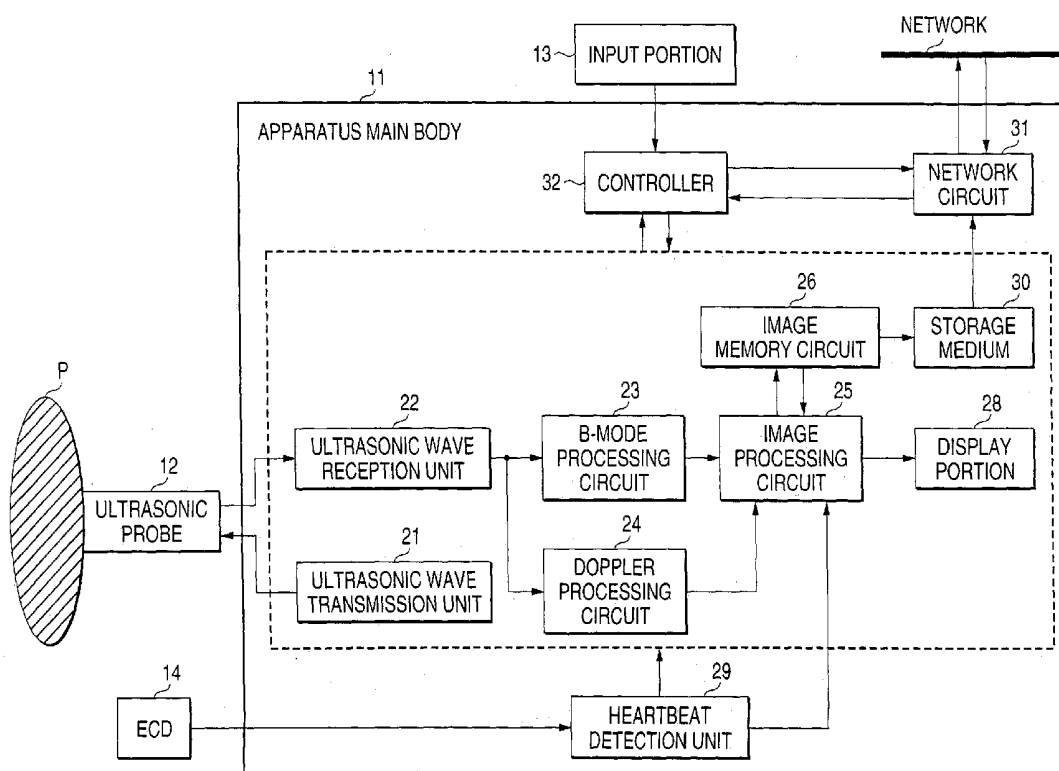 NETWORK
13
INPUT PORTION
11
APPARATUS MAIN BODY
31
32
CONTROLLER
NETWORK
CIRCUIT
26
30
IMAGE
MEMORY CIRCUIT
STORAGE
MEDIUM
P
22
23
25
28
ULTRASONIC WAVE
RECEPTION UNIT
B-MODE
PROCESSING
CIRCUIT
IMAGE
PROCESSING
CIRCUIT
DISPLAY
PORTION
12
ULTRASONIC
PROBE
21
24
ULTRASONIC WAVE
TRANSMISSION UNIT
DOPPLER
PROCESSING
CIRCUIT
14
29
ECD
HEARTBEAT
DETECTION UNIT